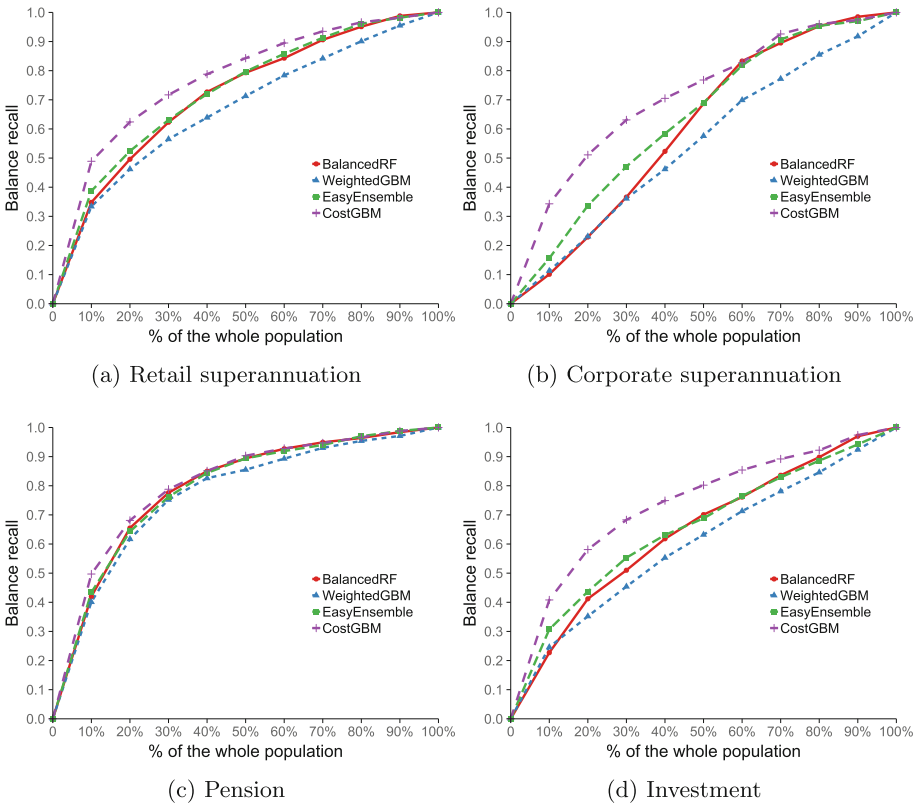 Balance recall
1.0
0.9
0.8
0.7
0.6
0.5
0.4
0.3
0.2
0.1
0.0
BalancedRF
WeightedGBM
EasyEnsemble
CostGBM
0 10% 20% 30% 40% 50% 60% 70% 80% 90% 100%
% of the whole population
(a) Retail superannuation
Balance recall
1.0
0.9
0.8
0.7
0.6
0.5
0.4
0.3
0.2
0.1
0.0
BalancedRF
WeightedGBM
EasyEnsemble
CostGBM
0 10% 20% 30% 40% 50% 60% 70% 80% 90% 100%
% of the whole population
(b) Corporate superannuation
Balance recall
1.0
0.9
0.8
0.7
0.6
0.5
0.4
0.3
0.2
0.1
0.0
BalancedRF
WeightedGBM
EasyEnsemble
CostGBM
0 10% 20% 30% 40% 50% 60% 70% 80% 90% 100%
% of the whole population
(c) Pension
Balance recall
1.0
0.9
0.8
0.7
0.6
0.5
0.4
0.3
0.2
0.1
0.0
BalancedRF
WeightedGBM
EasyEnsemble
CostGBM
0 10% 20% 30% 40% 50% 60% 70% 80% 90% 100%
% of the whole population
(d) Investment